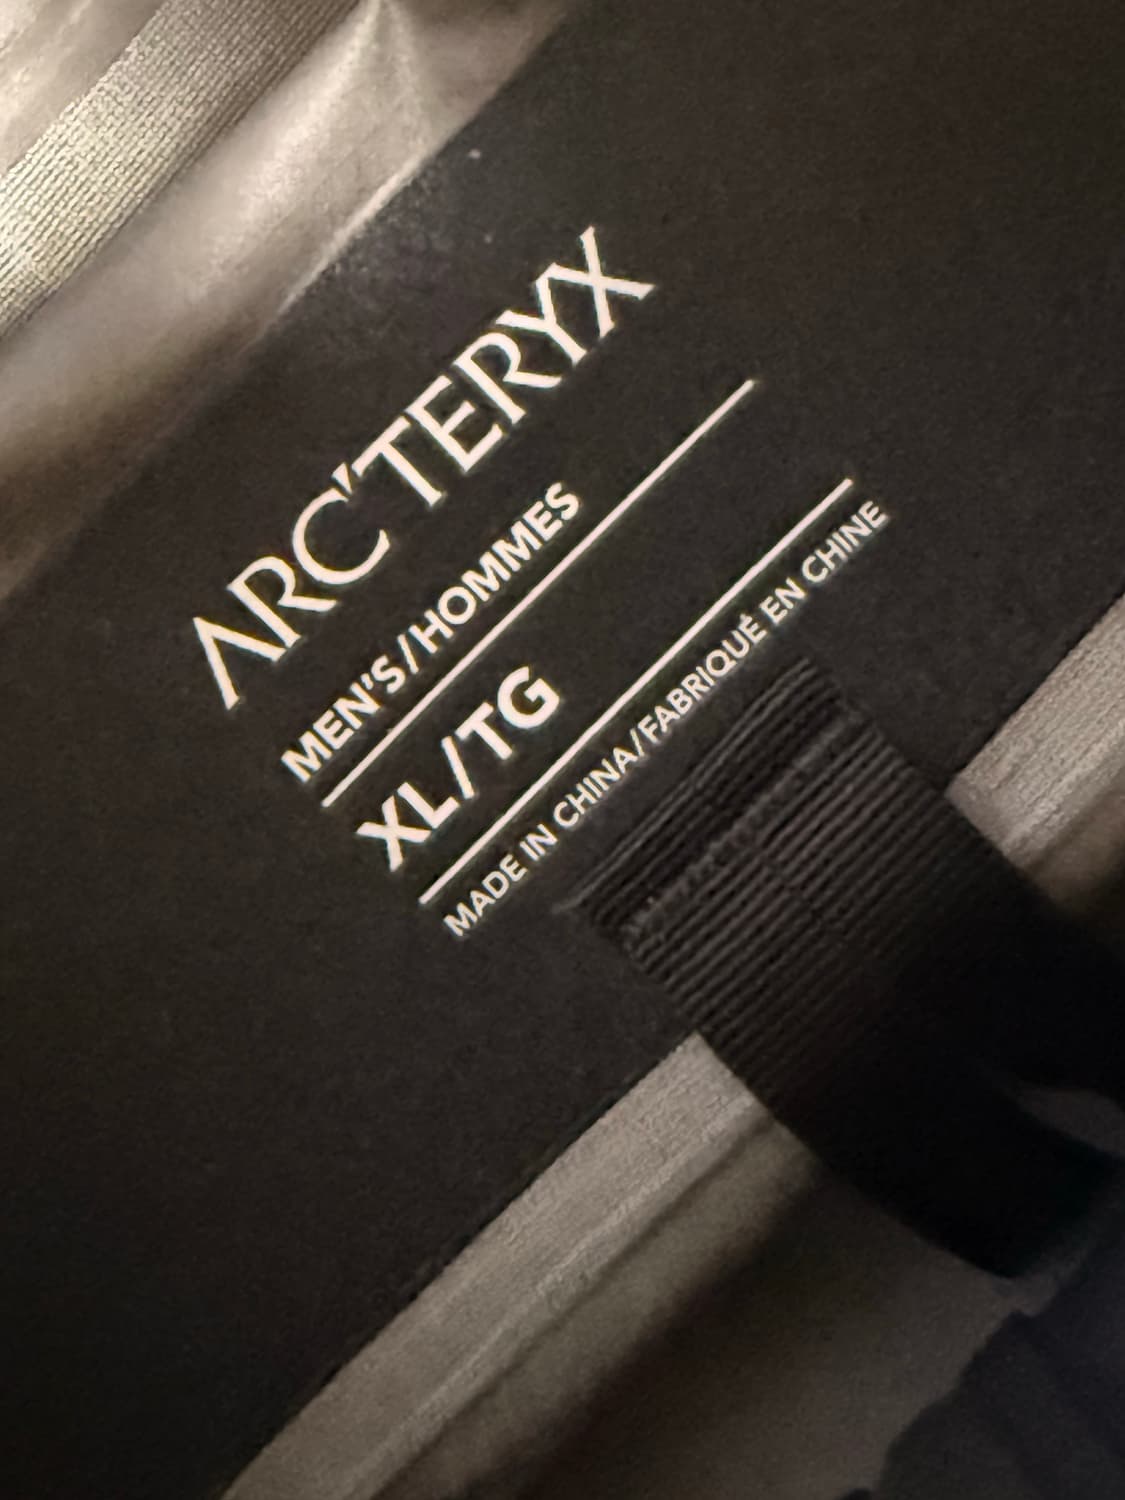 ARC'TERYX
MEN'S/HOMMES
XL/TG
MADE IN CHINA/FABRIQUÉ EN CHINE